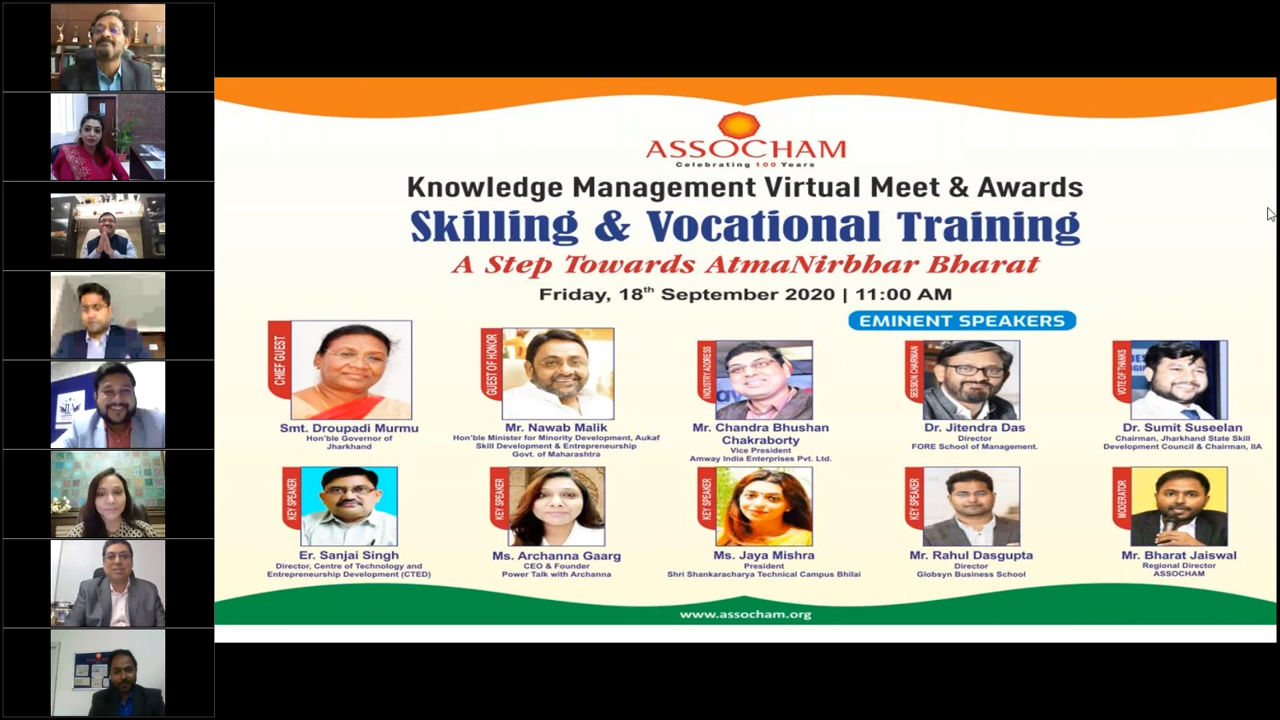 ASSOCHAM
Celebrating 100 Years
Knowledge Management Virtual Meet & Awards
Skilling & Vocational Training
A Step Towards AtmaNirbhar Bharat
Friday, 18th September 2020 | 11:00 AM
EMINENT SPEAKERS
CHIEF GUEST
Smt. Droupadi Murmu
Hon'ble Governor of
Jharkhand
GUEST OF HONOR
Mr. Nawab Malik
Hon'ble Minister for Minority Development, Aukaf
Skill Development & Entrepreneurship
Govt. of Maharashtra
INDUSTRY ADDRESS
Mr. Chandra Bhushan
Chakraborty
Vice President
Amway India Enterprises Pvt. Ltd.
SESSION CHAIRMAN
Dr. Jitendra Das
Director
FORE School of Management.
VOTE OF THANKS
Dr. Sumit Suseelan
Chairman, Jharkhand State Skill
Development Council & Chairman, IIA
KEY SPEAKER
Er. Sanjai Singh
Director, Centre of Technology and
Entrepreneurship Development (CTED)
KEY SPEAKER
Ms. Archanna Gaarg
CEO & Founder
Power Talk with Archanna
KEY SPEAKER
Ms. Jaya Mishra
President
Shri Shankaracharya Technical Campus Bhilai
KEY SPEAKER
Mr. Rahul Dasgupta
Director
Globsyn Business School
MODERATOR
Mr. Bharat Jaiswal
Regional Director
ASSOCHAM
www.assocham.org